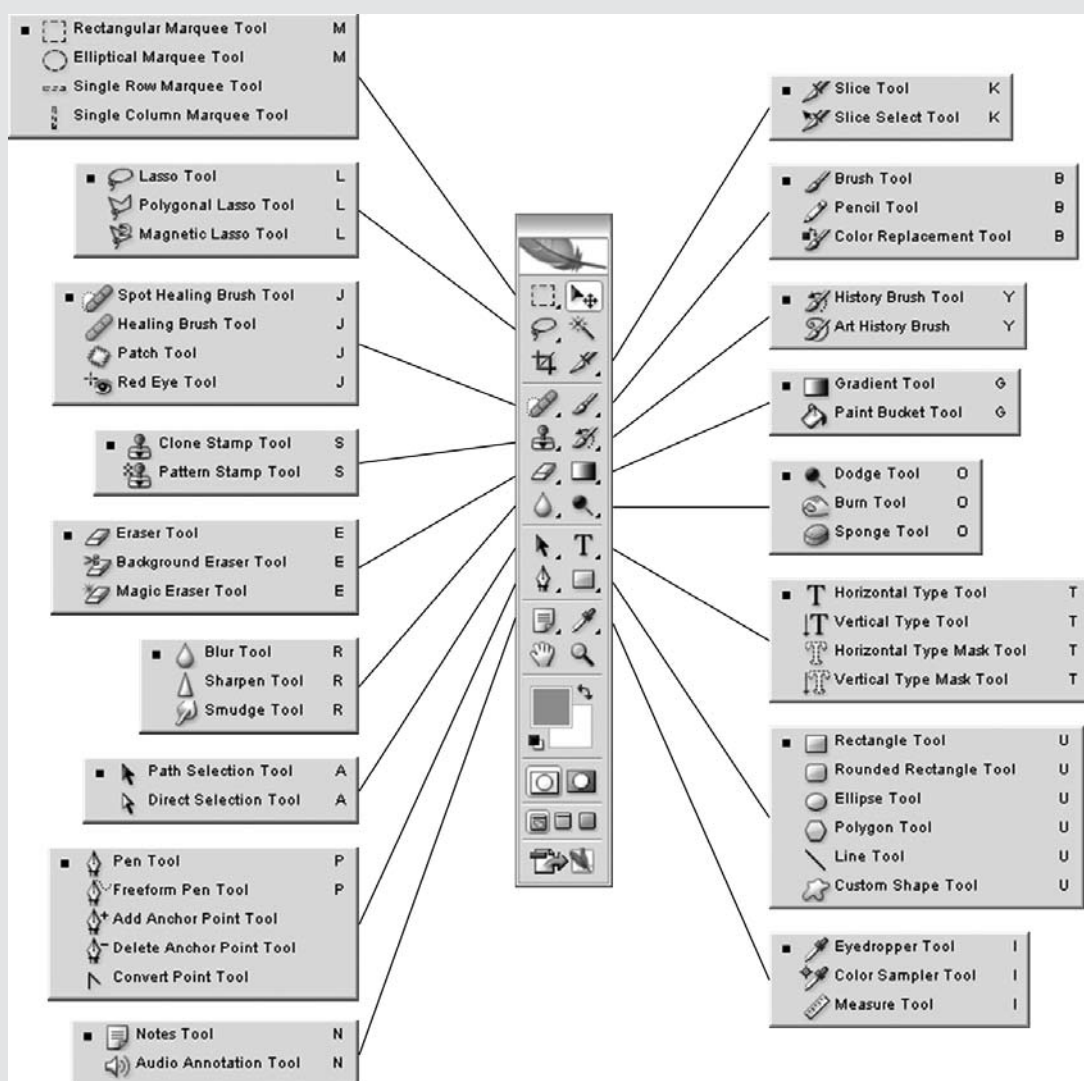 Rectangular Marquee Tool M
Elliptical Marquee Tool M
Single Row Marquee Tool
Single Column Marquee Tool
Lasso Tool L
Polygonal Lasso Tool L
Magnetic Lasso Tool L
Spot Healing Brush Tool J
Healing Brush Tool J
Patch Tool J
Red Eye Tool J
Clone Stamp Tool S
Pattern Stamp Tool S
Eraser Tool E
Background Eraser Tool E
Magic Eraser Tool E
Blur Tool R
Sharpen Tool R
Smudge Tool R
Path Selection Tool A
Direct Selection Tool A
Pen Tool P
Freeform Pen Tool P
Add Anchor Point Tool
Delete Anchor Point Tool
Convert Point Tool
Notes Tool N
Audio Annotation Tool N
T
Slice Tool K
Slice Select Tool K
Brush Tool B
Pencil Tool B
Color Replacement Tool B
History Brush Tool Y
Art History Brush Y
Gradient Tool G
Paint Bucket Tool G
Dodge Tool O
Burn Tool O
Sponge Tool O
T Horizontal Type Tool T
T Vertical Type Tool T
T Horizontal Type Mask Tool T
T Vertical Type Mask Tool T
Rectangle Tool U
Rounded Rectangle Tool U
Ellipse Tool U
Polygon Tool U
Line Tool U
Custom Shape Tool U
Eyedropper Tool I
Color Sampler Tool I
Measure Tool I